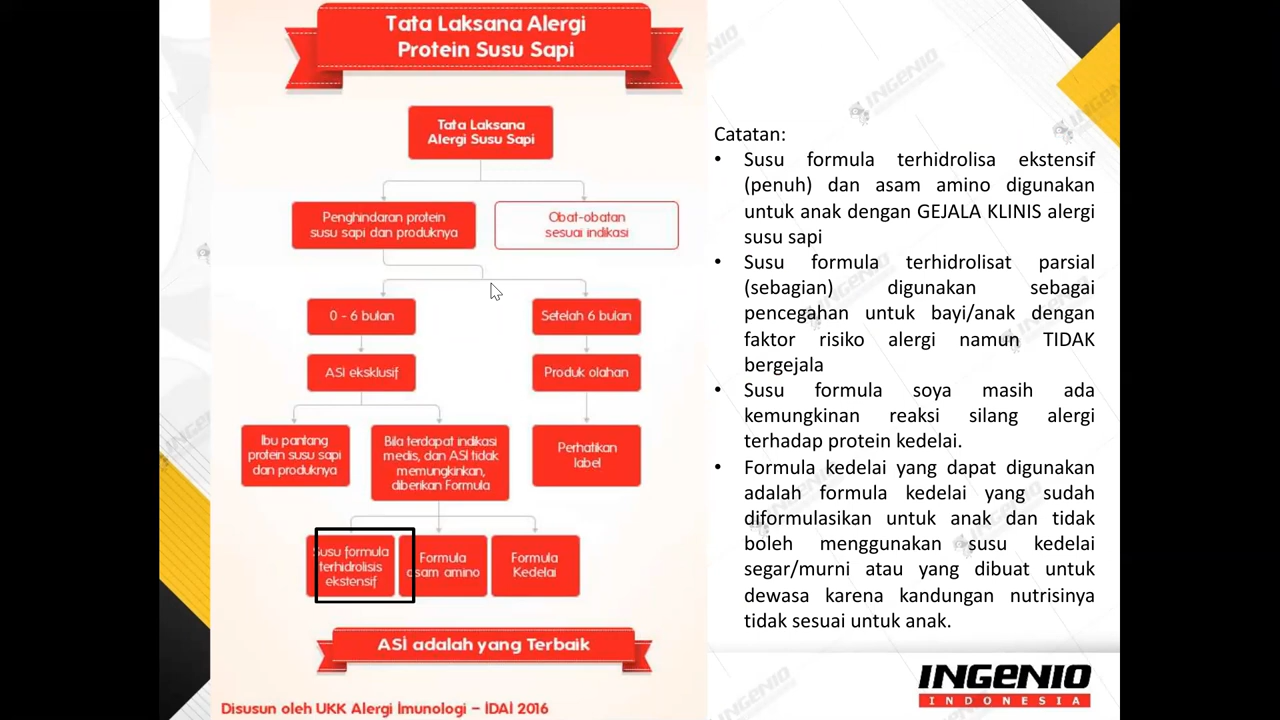 Tata Laksana Alergi
Protein Susu Sapi
Tata Laksana
Alergi Susu Sapi
Penghindaran protein
susu sapi dan produknya
Obat-obatan
sesuai indikasi
0 - 6 bulan
Setelah 6 bulan
ASI eksklusif
Produk olahan
Ibu pantang
protein susu sapi
dan produknya
Bila terdapat indikasi
medis, dan ASI tidak
memungkinkan,
diberikan Formula
Perhatikan
label
Susu formula
terhidrolisis
ekstensif
Formula
asam amino
Formula
Kedelai
ASI adalah yang Terbaik
Disusun oleh UKK Alergi Imunologi – IDAI 2016
Catatan:
• Susu formula terhidrolisa ekstensif
(penuh) dan asam amino digunakan
untuk anak dengan GEJALA KLINIS alergi
susu sapi
• Susu formula terhidrolisat parsial
(sebagian) digunakan sebagai
pencegahan untuk bayi/anak dengan
faktor risiko alergi namun TIDAK
bergejala
• Susu formula soya masih ada
kemungkinan reaksi silang alergi
terhadap protein kedelai.
• Formula kedelai yang dapat digunakan
adalah formula kedelai yang sudah
diformulasikan untuk anak dan tidak
boleh menggunakan susu kedelai
segar/murni atau yang dibuat untuk
dewasa karena kandungan nutrisinya
tidak sesuai untuk anak.
INGENIO
INDONESIA